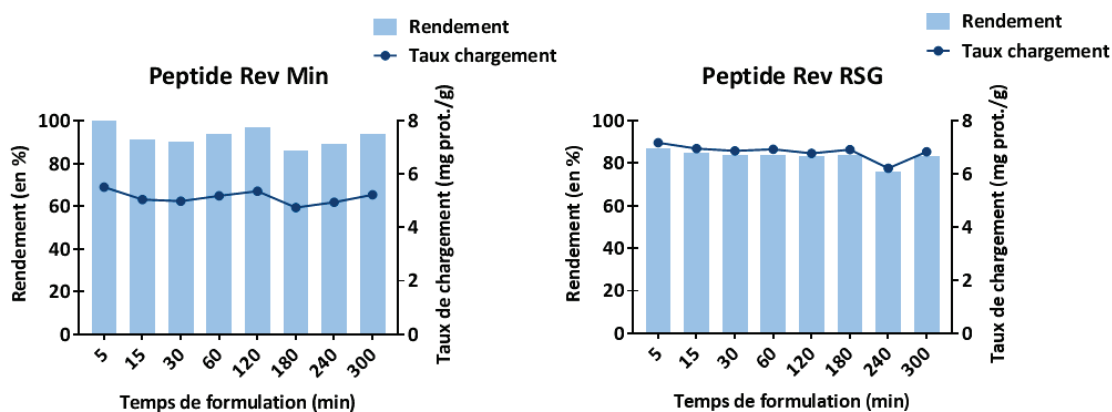 Rendement
Taux chargement
Peptide Rev Min
Rendement (en %)
100
80
60
40
20
0
8
6
4
2
0
Taux de chargement (mg prot./g)
5 15 30 60 120 180 240 300
Temps de formulation (min)
Rendement
Taux chargement
Peptide Rev RSG
Rendement (en %)
100
80
60
40
20
0
8
6
4
2
0
Taux de chargement (mg prot./g)
5 15 30 60 120 180 240 300
Temps de formulation (min)